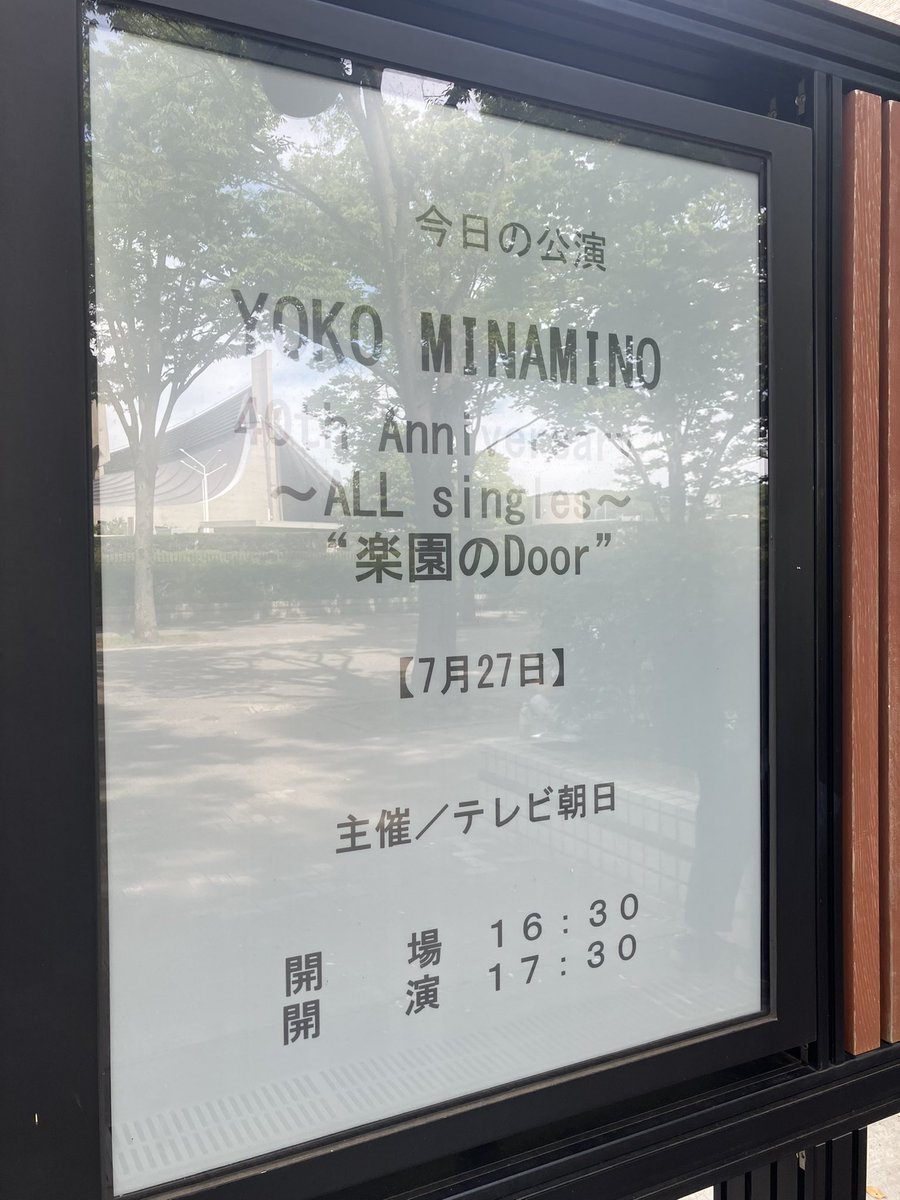 今日の公演
YOKO MINAMINO
40th Anniversary
～ALL singles～
“楽園のDoor”
【7月27日】
主催／テレビ朝日
開　場　16：30
開　演　17：30